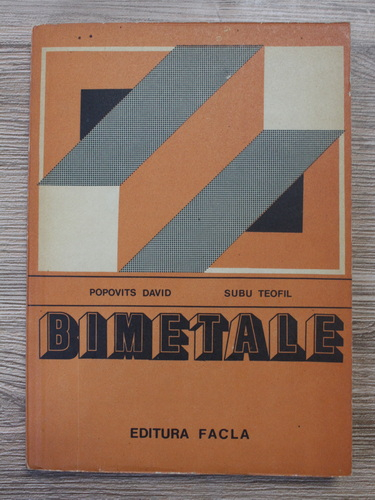 POPOVITS DAVID SUBU TEOFIL
BIMETALE
EDITURA FACLA